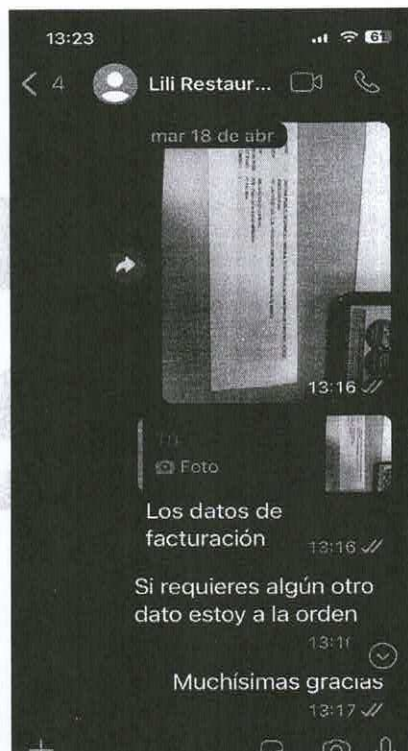 13:23
61
4
Lili Restaur...
mar 18 de abr
13:16
Tú
Foto
Los datos de
facturación
13:16
Si requieres algún otro
dato estoy a la orden
Muchísimas gracias
13:17